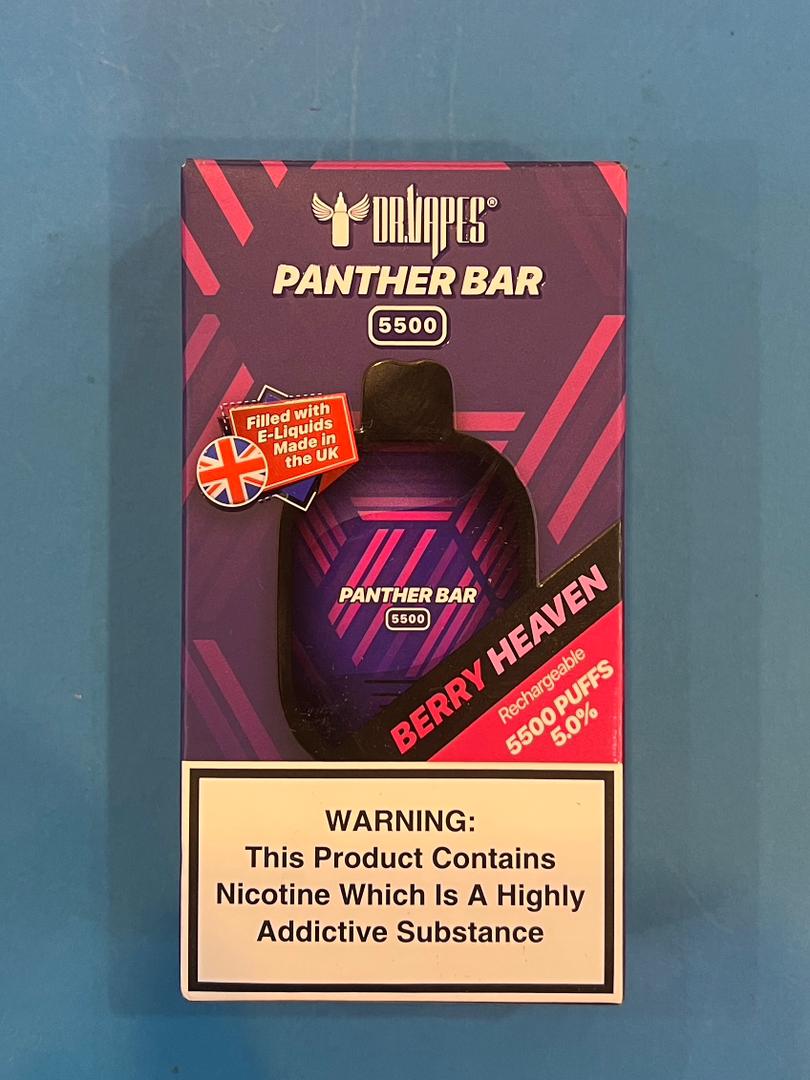 DR.VAPES®
PANTHER BAR
5500
Filled with
E-Liquids
Made in
the UK
PANTHER BAR
5500
BERRY HEAVEN
Rechargeable
5500 PUFFS
5.0%
WARNING:
This Product Contains
Nicotine Which Is A Highly
Addictive Substance